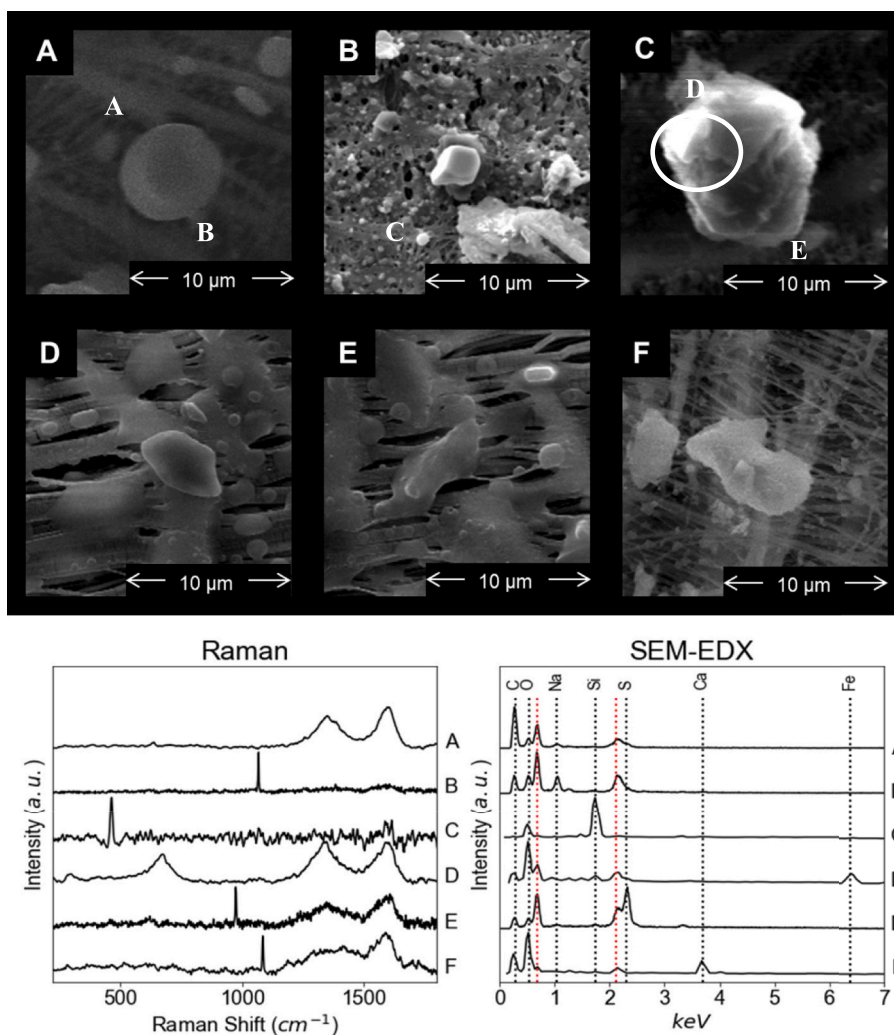 A
B
C
A
B
C
D
E
10 µm
10 µm
10 µm
D
E
F
10 µm
10 µm
10 µm
Raman
SEM-EDX
C
O
Na
Si
S
Ca
Fe
Intensity (a. u.)
A
B
C
D
E
F
500
1000
1500
Raman Shift (cm⁻¹)
Intensity (a. u.)
0
1
2
3
4
5
6
7
keV